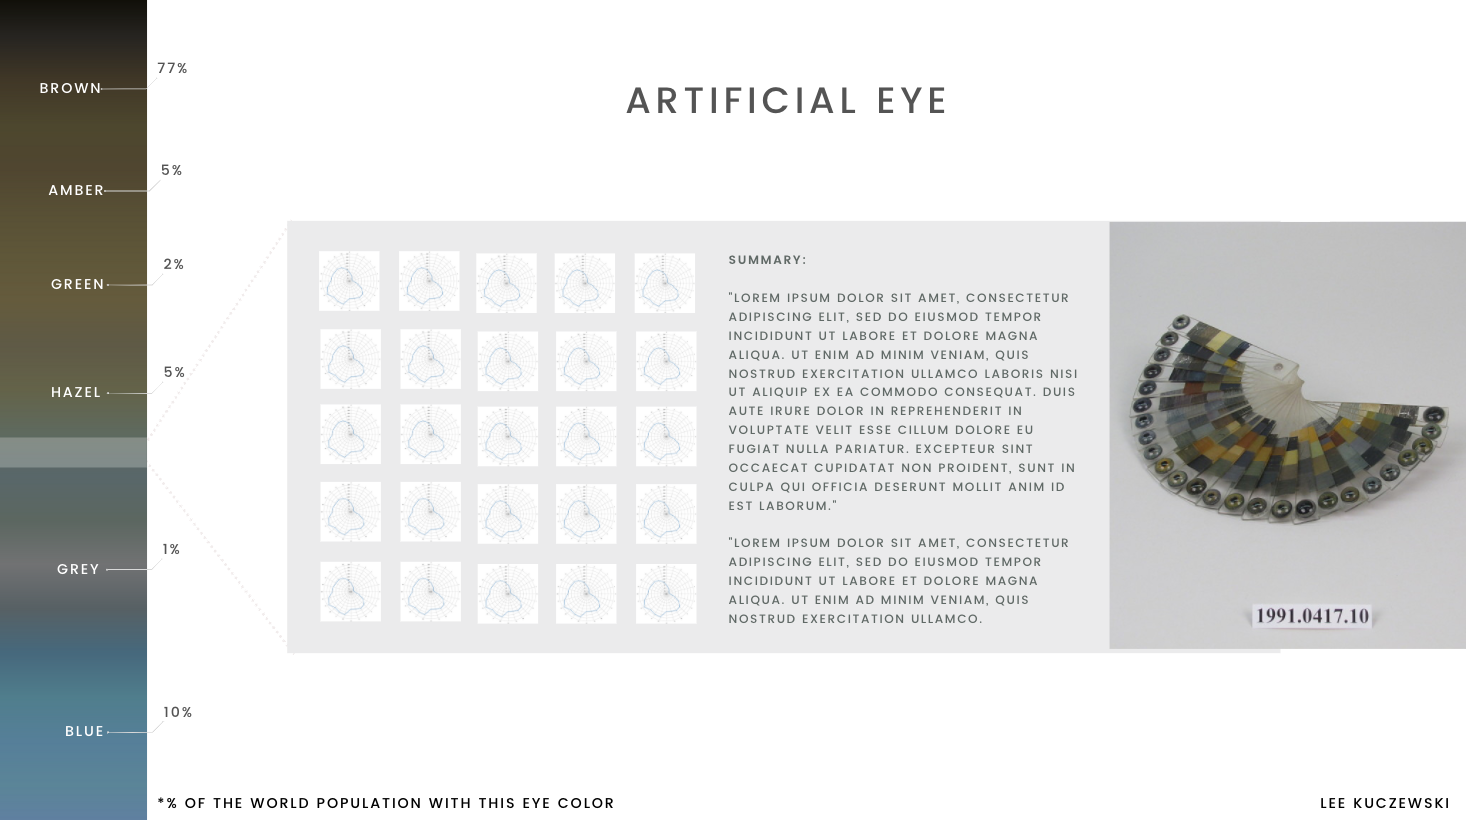 ARTIFICIAL EYE
BROWN
77%
AMBER
5%
GREEN
2%
HAZEL
5%
GREY
1%
BLUE
10%
SUMMARY:
"LOREM IPSUM DOLOR SIT AMET, CONSECTETUR
ADIPISCING ELIT, SED DO EIUSMOD TEMPOR
INCIDIDUNT UT LABORE ET DOLORE MAGNA
ALIQUA. UT ENIM AD MINIM VENIAM, QUIS
NOSTRUD EXERCITATION ULLAMCO LABORIS NISI
UT ALIQUIP EX EA COMMODO CONSEQUAT. DUIS
AUTE IRURE DOLOR IN REPREHENDERIT IN
VOLUPTATE VELIT ESSE CILLUM DOLORE EU
FUGIAT NULLA PARIATUR. EXCEPTEUR SINT
OCCAECAT CUPIDATAT NON PROIDENT, SUNT IN
CULPA QUI OFFICIA DESERUNT MOLLIT ANIM ID
EST LABORUM."
"LOREM IPSUM DOLOR SIT AMET, CONSECTETUR
ADIPISCING ELIT, SED DO EIUSMOD TEMPOR
INCIDIDUNT UT LABORE ET DOLORE MAGNA
ALIQUA. UT ENIM AD MINIM VENIAM, QUIS
NOSTRUD EXERCITATION ULLAMCO.
1991.0417.10
*% OF THE WORLD POPULATION WITH THIS EYE COLOR
LEE KUCZEWSKI